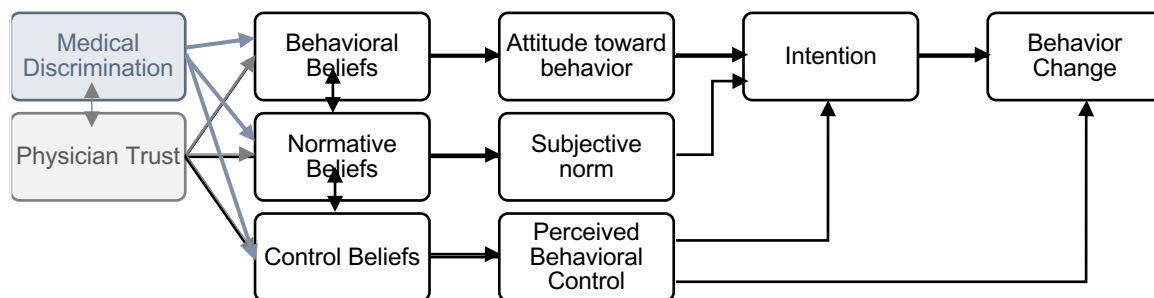 Medical
Discrimination
Behavioral
Beliefs
Attitude toward
behavior
Intention
Behavior
Change
Physician Trust
Normative
Beliefs
Subjective
norm
Control Beliefs
Perceived
Behavioral
Control